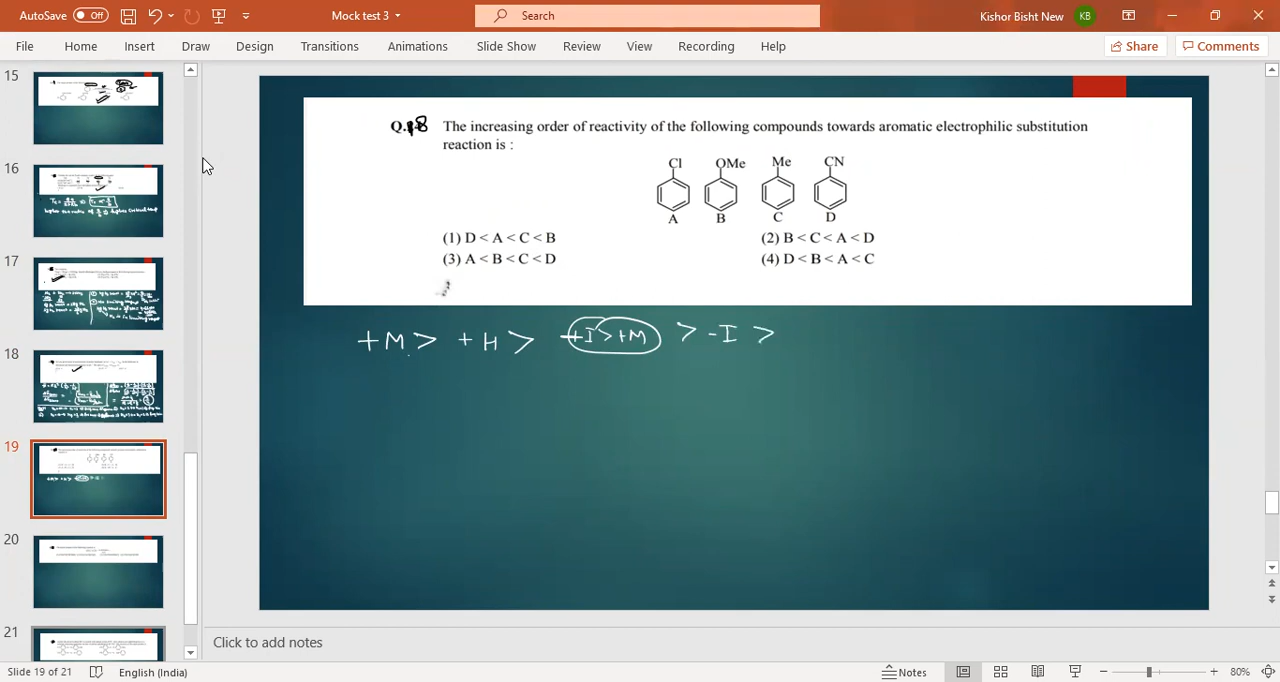 AutoSave Off Mock test 3 Search Kishor Bisht New KB
File Home Insert Draw Design Transitions Animations Slide Show Review View Recording Help Share Comments
15
16
17
18
19
20
21
Q.18 The increasing order of reactivity of the following compounds towards aromatic electrophilic substitution
reaction is :
Cl OMe Me CN
A B C D
(1) D < A < C < B (2) B < C < A < D
(3) A < B < C < D (4) D < B < A < C
+M > +H > +I > +M > -I >
Click to add notes
Slide 19 of 21 English (India) Notes 80%